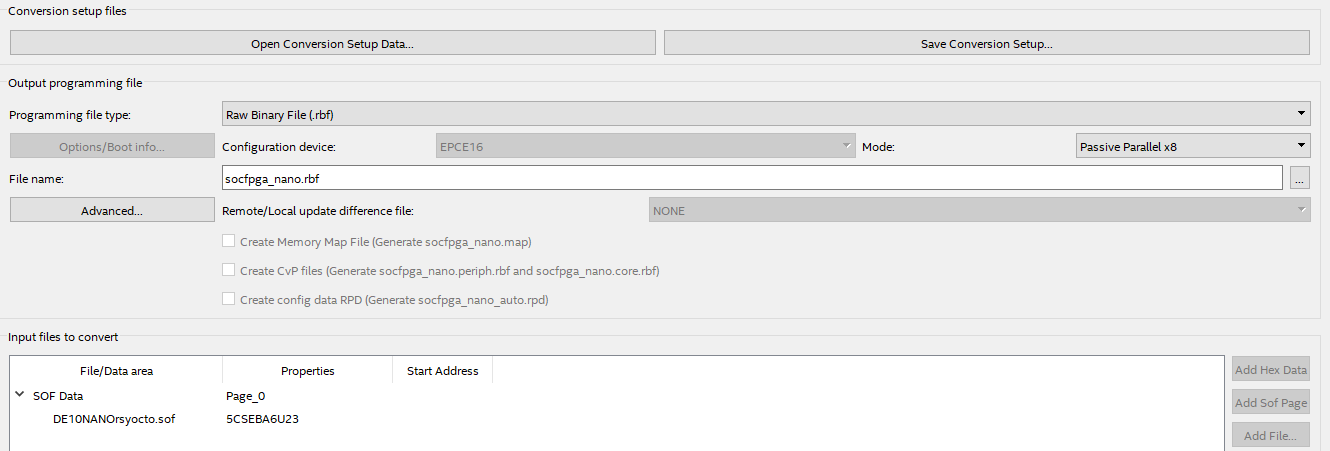 Conversion setup files
Open Conversion Setup Data... Save Conversion Setup...
Output programming file
Programming file type: Raw Binary File (.rbf)
Options/Boot info... Configuration device: EPCE16 Mode: Passive Parallel x8
File name: socfpga_nano.rbf ...
Advanced... Remote/Local update difference file: NONE
Create Memory Map File (Generate socfpga_nano.map)
Create CvP files (Generate socfpga_nano.periph.rbf and socfpga_nano.core.rbf)
Create config data RPD (Generate socfpga_nano_auto.rpd)
Input files to convert
File/Data area Properties Start Address Add Hex Data
SOF Data Page_0 Add Sof Page
DE10NANOrsyocto.sof 5CSEBA6U23
Add File...